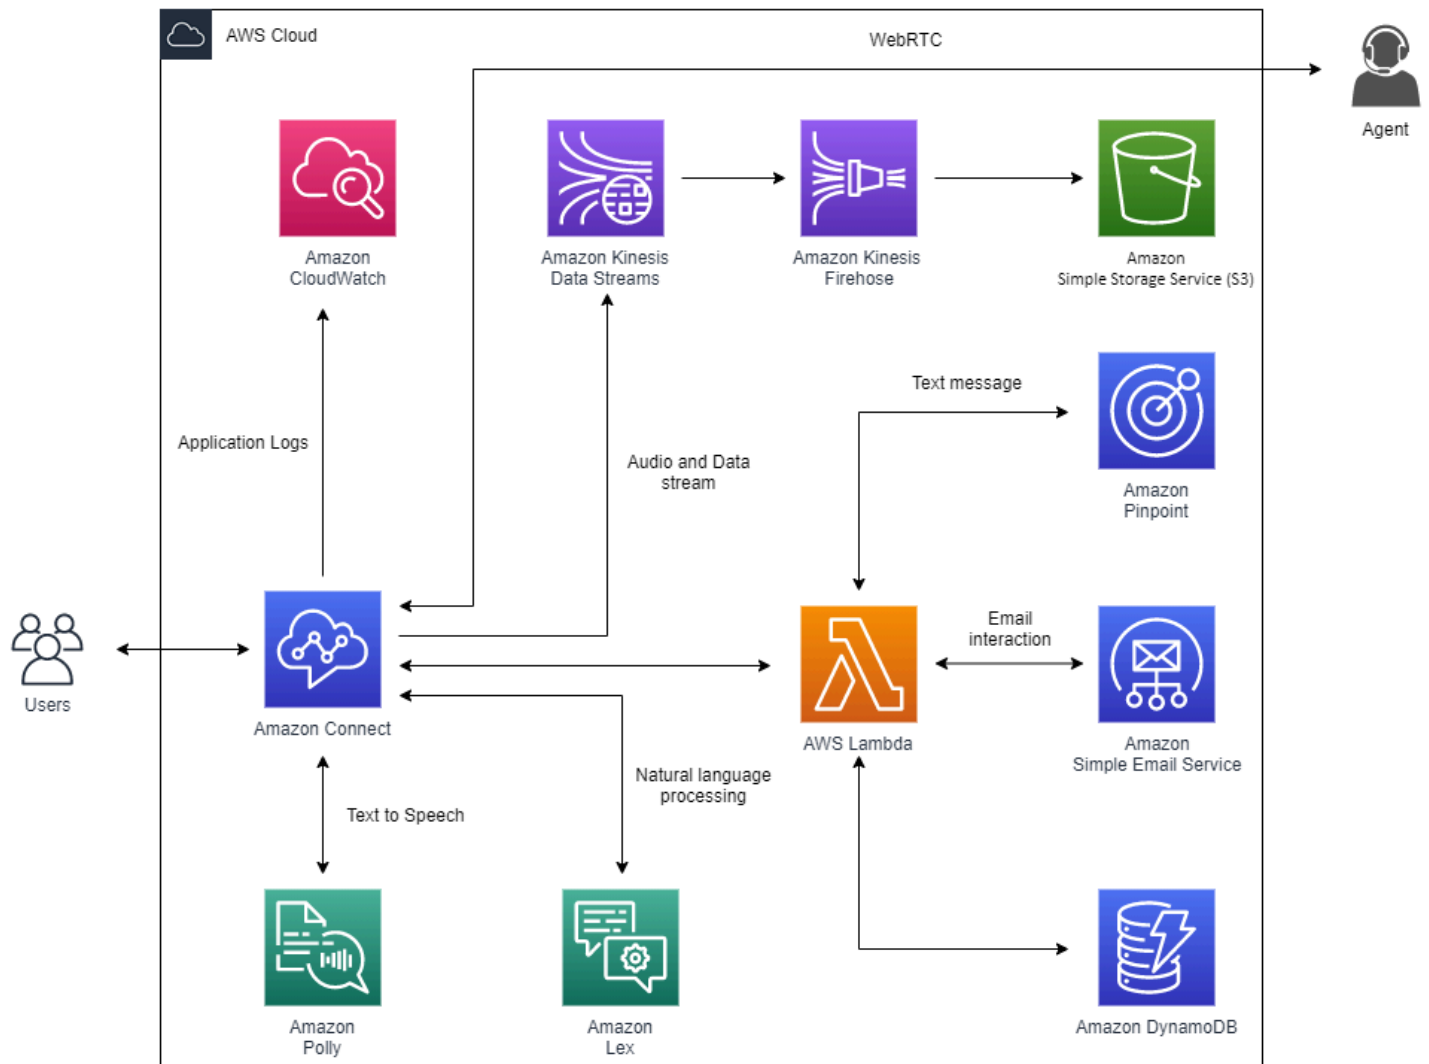 AWS Cloud
WebRTC
Agent
Amazon
CloudWatch
Amazon Kinesis
Data Streams
Amazon Kinesis
Firehose
Amazon
Simple Storage Service (S3)
Text message
Application Logs
Audio and Data
stream
Amazon
Pinpoint
Email
interaction
Users
Amazon Connect
AWS Lambda
Amazon
Simple Email Service
Natural language
processing
Text to Speech
Amazon
Polly
Amazon
Lex
Amazon DynamoDB